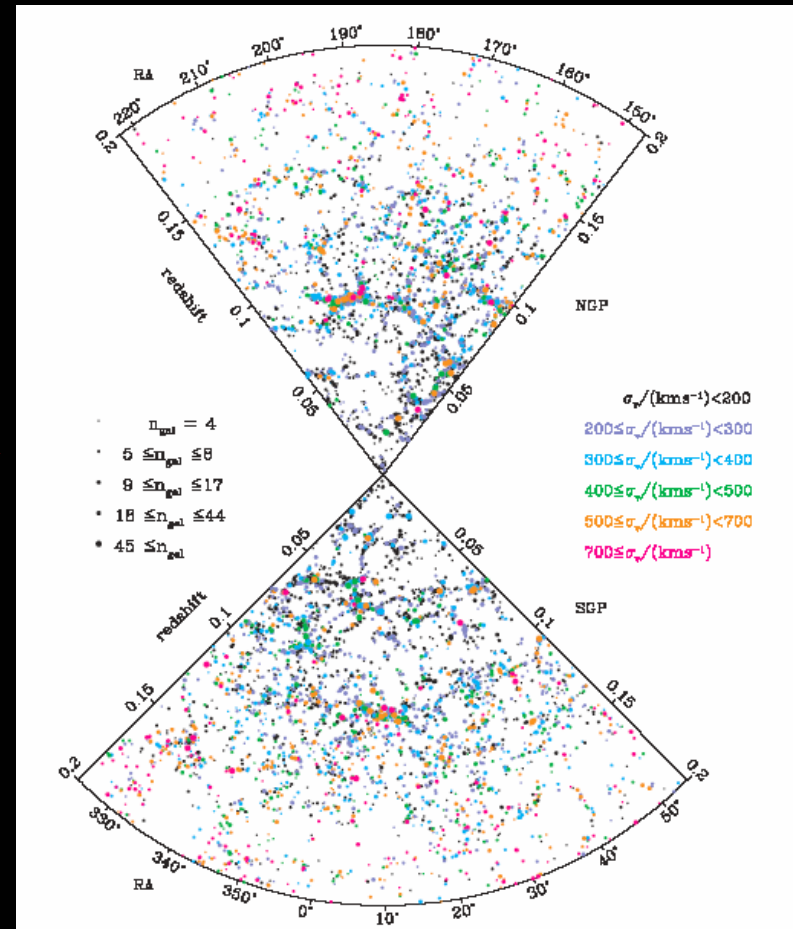 190° 180°
200° 170°
RA 210° 160°
220° 150°
0.2 0.2
0.15 0.15
redshift
0.1 0.1 NGP
0.05 0.05
n_gal = 4
5 ≤n_gal ≤8
9 ≤n_gal ≤17
18 ≤n_gal ≤44
45 ≤n_gal
σ_v/(kms⁻¹)<200
200≤σ_v/(kms⁻¹)<300
300≤σ_v/(kms⁻¹)<400
400≤σ_v/(kms⁻¹)<500
500≤σ_v/(kms⁻¹)<700
700≤σ_v/(kms⁻¹)
0.05 0.05
redshift 0.1 0.1 SGP
0.15 0.15
0.2 0.2
330° 50°
340° 40°
RA 350° 30°
0° 10° 20°